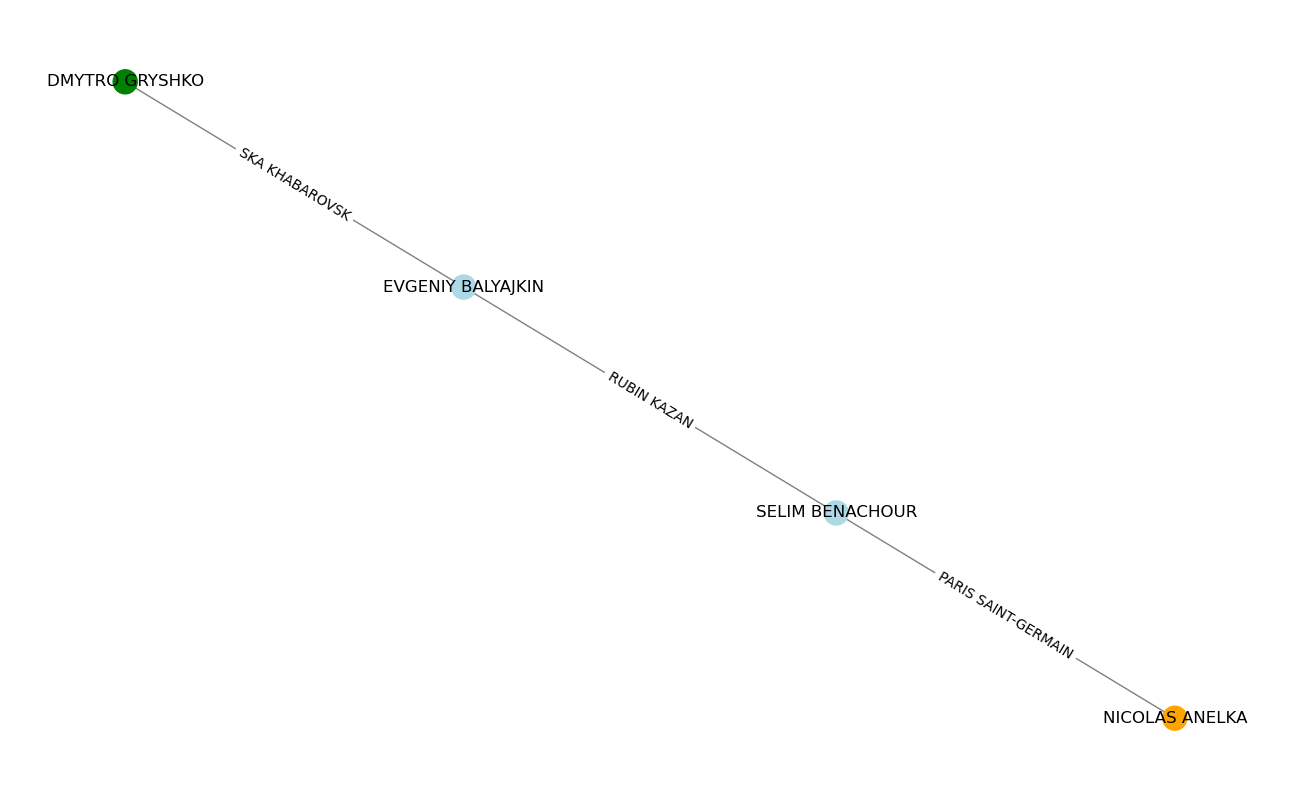 DMYTRO GRYSHKO
SKA KHABAROVSK
EVGENIY BALYAJKIN
RUBIN KAZAN
SELIM BENACHOUR
PARIS SAINT-GERMAIN
NICOLAS ANELKA